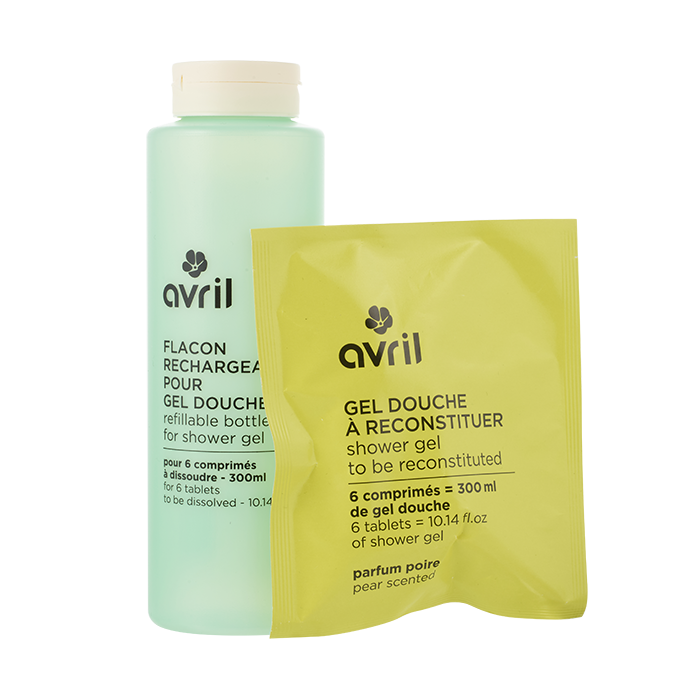 avril
FLACON
RECHARGEA
POUR
GEL DOUCHE
refillable bottle
for shower gel
pour 6 comprimés
à dissoudre - 300ml
for 6 tablets
to be dissolved - 10.14
avril
GEL DOUCHE
À RECONSTITUER
shower gel
to be reconstituted
6 comprimés = 300 ml
de gel douche
6 tablets = 10.14 fl.oz
of shower gel
parfum poire
pear scented